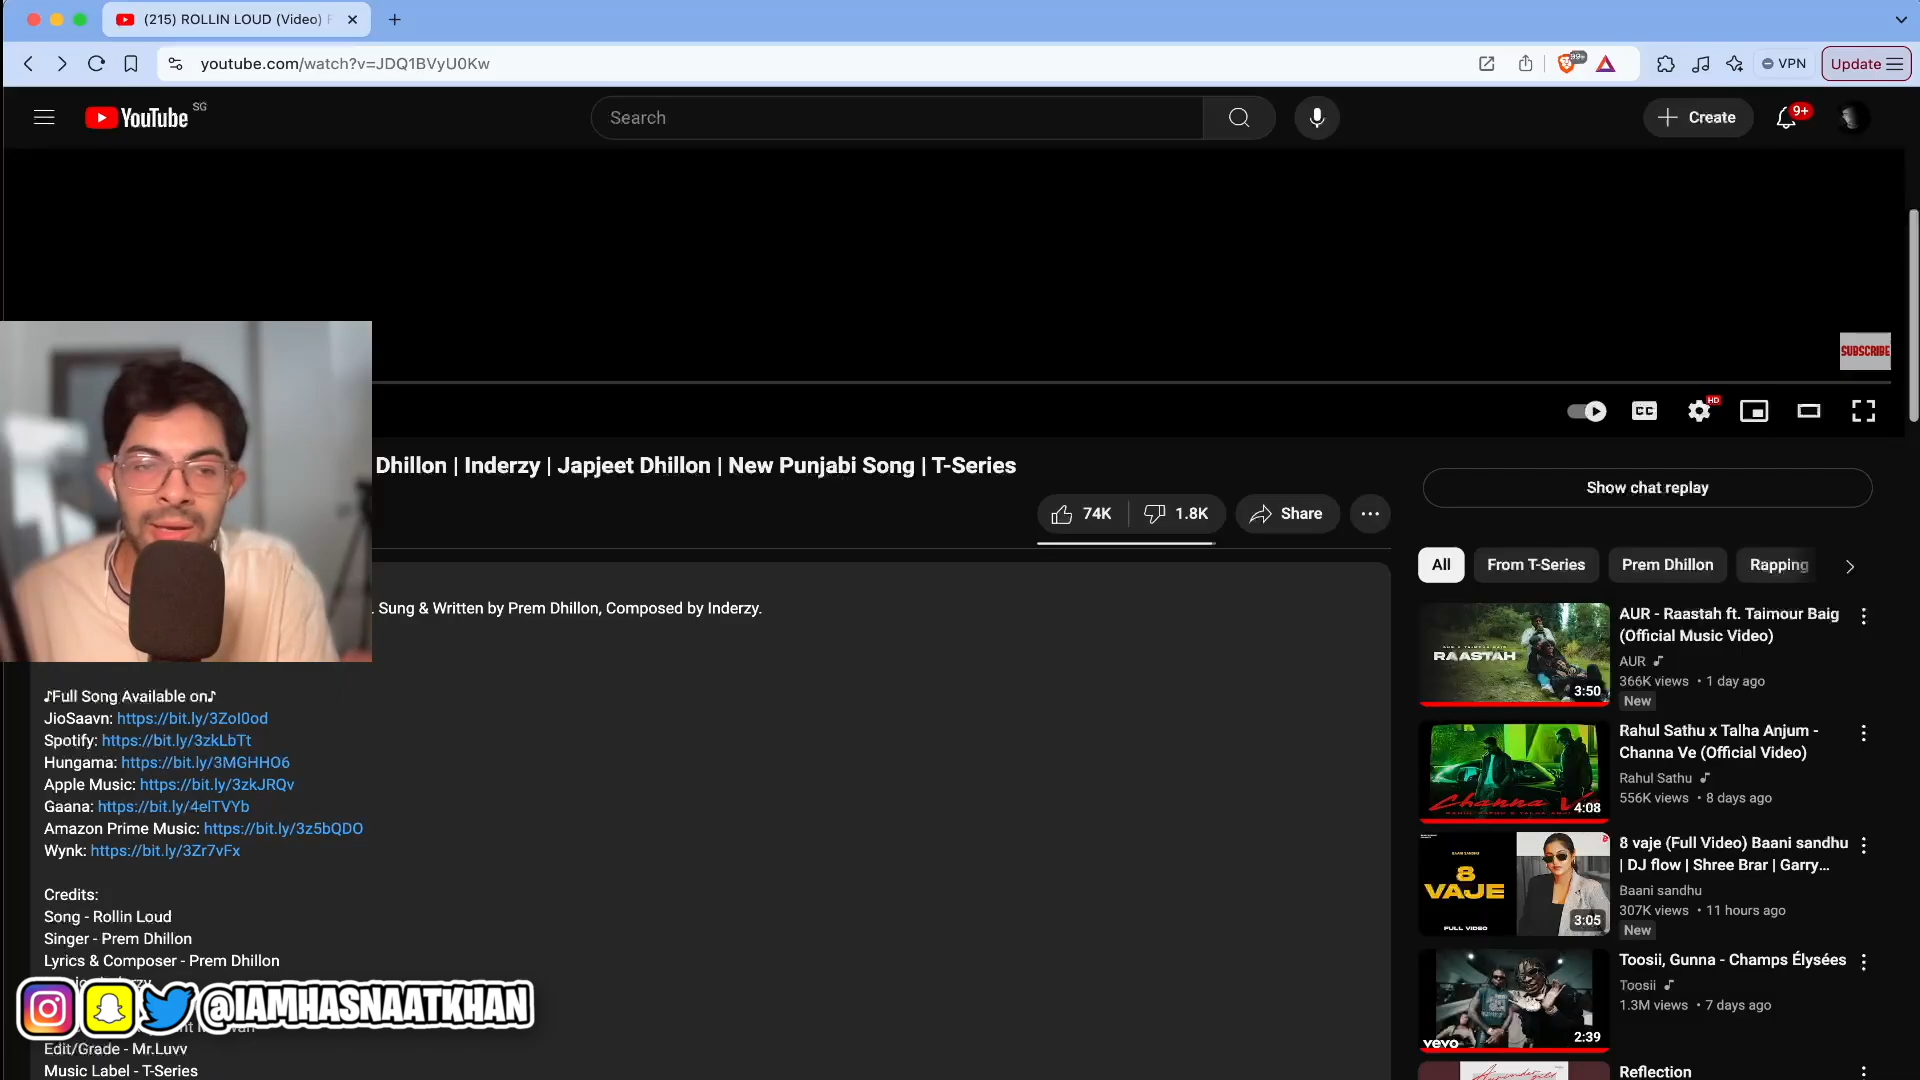 (215) ROLLIN LOUD (Video)
youtube.com/watch?v=JDQ1BVyU0Kw
99+
VPN
Update
YouTube
SG
Search
Create
9+
SUBSCRIBE
CC
HD
Dhillon | Inderzy | Japjeet Dhillon | New Punjabi Song | T-Series
74K
1.8K
Share
Show chat replay
All
From T-Series
Prem Dhillon
Rapping
. Sung & Written by Prem Dhillon, Composed by Inderzy.
♪Full Song Available on♪
JioSaavn: https://bit.ly/3ZoI0od
Spotify: https://bit.ly/3zkLbTt
Hungama: https://bit.ly/3MGHHO6
Apple Music: https://bit.ly/3zkJRQv
Gaana: https://bit.ly/4elTVYb
Amazon Prime Music: https://bit.ly/3z5bQDO
Wynk: https://bit.ly/3Zr7vFx
Credits:
Song - Rollin Loud
Singer - Prem Dhillon
Lyrics & Composer - Prem Dhillon
@IAMHASNAATKHAN
Edit/Grade - Mr.Luvv
Music Label - T-Series
RAASTAH
3:50
AUR - Raastah ft. Taimour Baig
(Official Music Video)
AUR
366K views • 1 day ago
New
Channa V
4:08
Rahul Sathu x Talha Anjum -
Channa Ve (Official Video)
Rahul Sathu
556K views • 8 days ago
8
VAJE
FULL VIDEO
3:05
8 vaje (Full Video) Baani sandhu
| DJ flow | Shree Brar | Garry...
Baani sandhu
307K views • 11 hours ago
New
vevo
2:39
Toosii, Gunna - Champs Élysées
Toosii
1.3M views • 7 days ago
Reflection